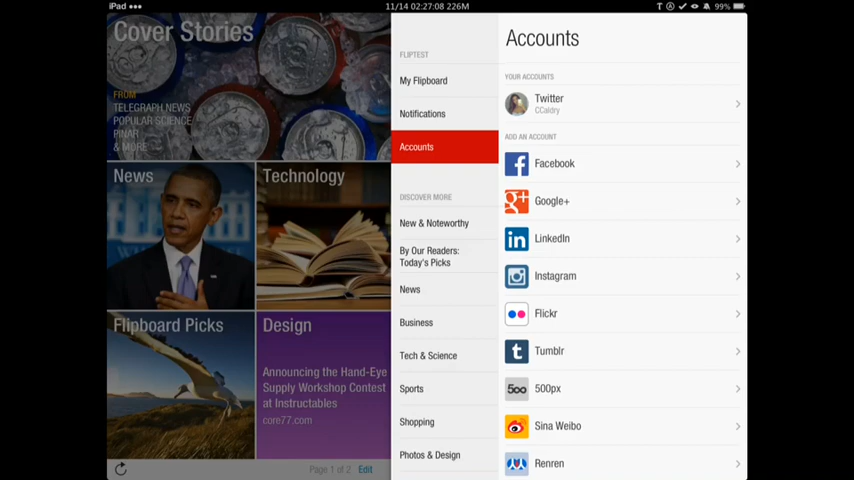 iPad
11/14 02:27:08 226M
99%
Cover Stories
FROM
TELEGRAPH NEWS
POPULAR SCIENCE
PINAR
& MORE
News
Technology
Flipboard Picks
Design
Announcing the Hand-Eye
Supply Workshop Contest
at Instructables
core77.com
Page 1 of 2
Edit
FLIPTEST
My Flipboard
Notifications
Accounts
DISCOVER MORE
New & Noteworthy
By Our Readers:
Today's Picks
News
Business
Tech & Science
Sports
Shopping
Photos & Design
Accounts
YOUR ACCOUNTS
Twitter
CCaldry
ADD AN ACCOUNT
Facebook
Google+
LinkedIn
Instagram
Flickr
Tumblr
500px
Sina Weibo
Renren